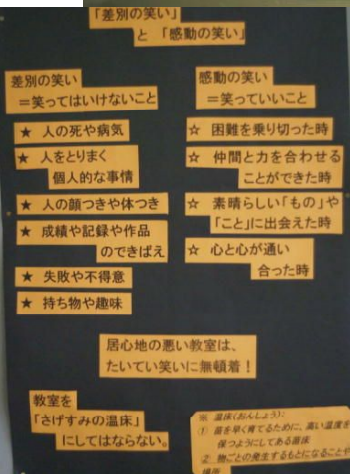 「差別の笑い」
と 「感動の笑い」
差別の笑い
＝笑ってはいけないこと
★ 人の死や病気
★ 人をとりまく
個人的な事情
★ 人の顔つきや体つき
★ 成績や記録や作品
のできばえ
★ 失敗や不得意
★ 持ち物や趣味
感動の笑い
＝笑っていいこと
☆ 困難を乗り切った時
☆ 仲間と力を合わせる
ことができた時
☆ 素晴らしい「もの」や
「こと」に出会えた時
☆ 心と心が通い
合った時
居心地の悪い教室は、
たいてい笑いに無頓着！
教室を
「さげすみの温床」
にしてはならない。
※ 温床(おんしょう)：
① 苗を早く育てるために、高い温度を
保つようにしてある苗床
② 物ごとの発生するもとになることや
場所